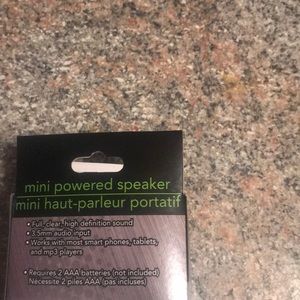 mini powered speaker
mini haut-parleur portatif
• Full, clear, high definition sound
• 3.5mm audio input
• Works with most smart phones, tablets,
and mp3 players
• Requires 2 AAA batteries (not included)
Nécessite 2 piles AAA (pas incluses)